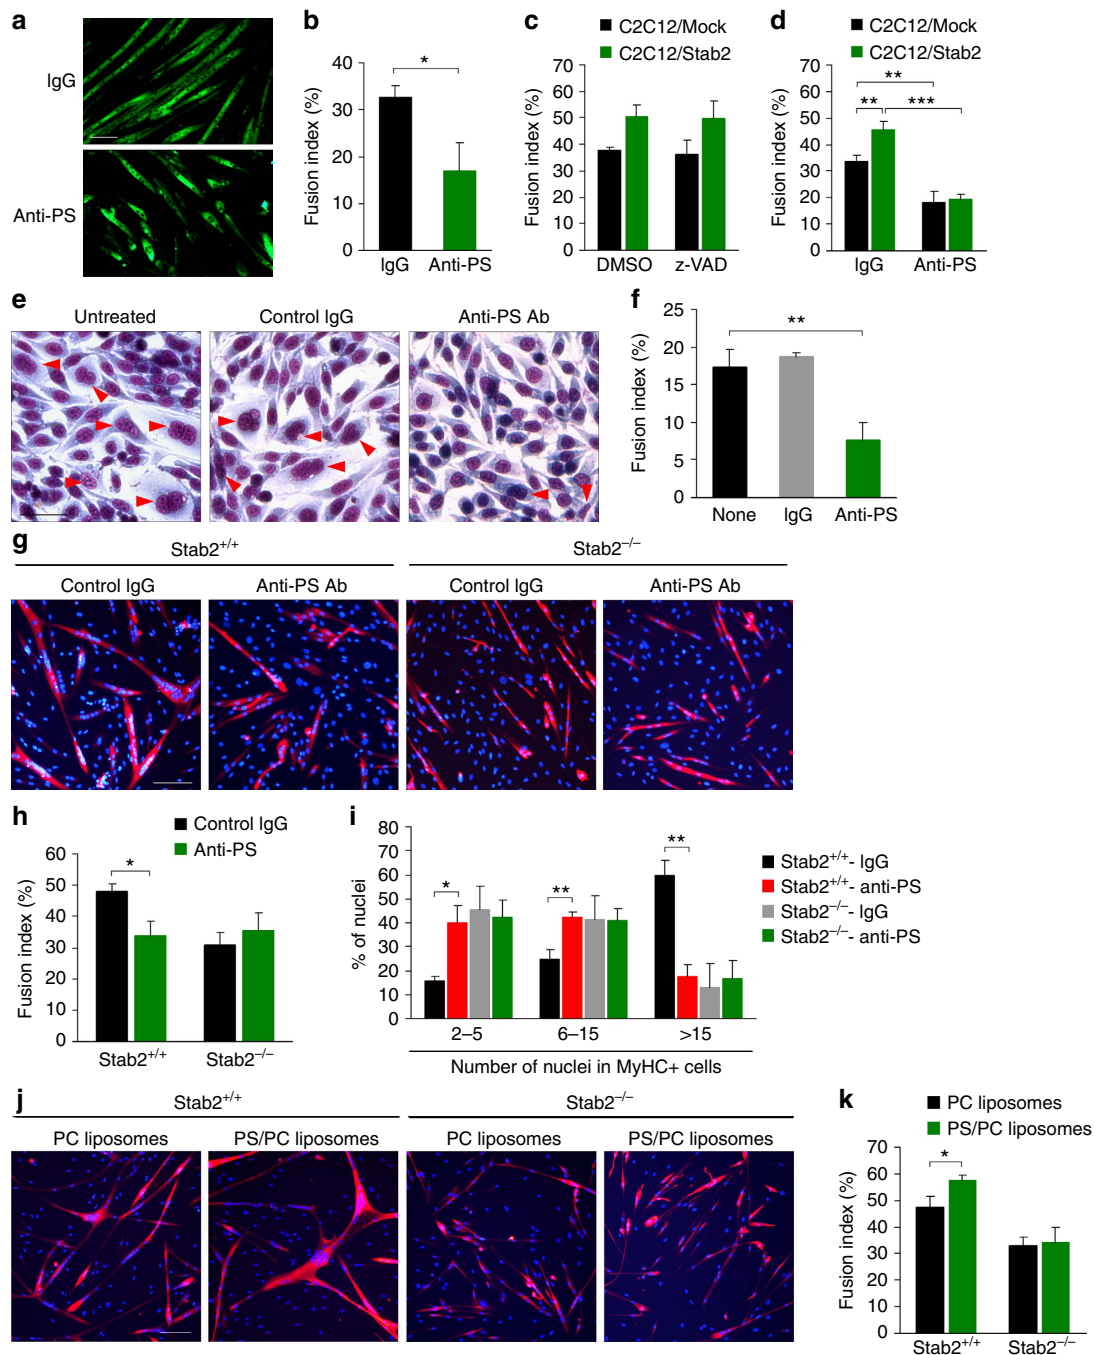 a
IgG
Anti-PS
b
Fusion index (%)
40
30
20
10
0
*
IgG Anti-PS
c
C2C12/Mock
C2C12/Stab2
Fusion index (%)
70
60
50
40
30
20
10
0
DMSO z-VAD
d
C2C12/Mock
C2C12/Stab2
Fusion index (%)
70
60
50
40
30
20
10
0
**
** ***
IgG Anti-PS
e
Untreated Control IgG Anti-PS Ab
f
Fusion index (%)
25
20
15
10
5
0
**
None IgG Anti-PS
g
Stab2+/+ Stab2−/−
Control IgG Anti-PS Ab Control IgG Anti-PS Ab
h
Control IgG
Anti-PS
Fusion index (%)
60
50
40
30
20
10
0
*
Stab2+/+ Stab2−/−
i
% of nuclei
80
70
60
50
40
30
20
10
0
* ** **
2–5 6–15 >15
Number of nuclei in MyHC+ cells
Stab2+/+- IgG
Stab2+/+- anti-PS
Stab2−/−- IgG
Stab2−/−- anti-PS
j
Stab2+/+ Stab2−/−
PC liposomes PS/PC liposomes PC liposomes PS/PC liposomes
k
PC liposomes
PS/PC liposomes
Fusion index (%)
70
60
50
40
30
20
10
0
*
Stab2+/+ Stab2−/−